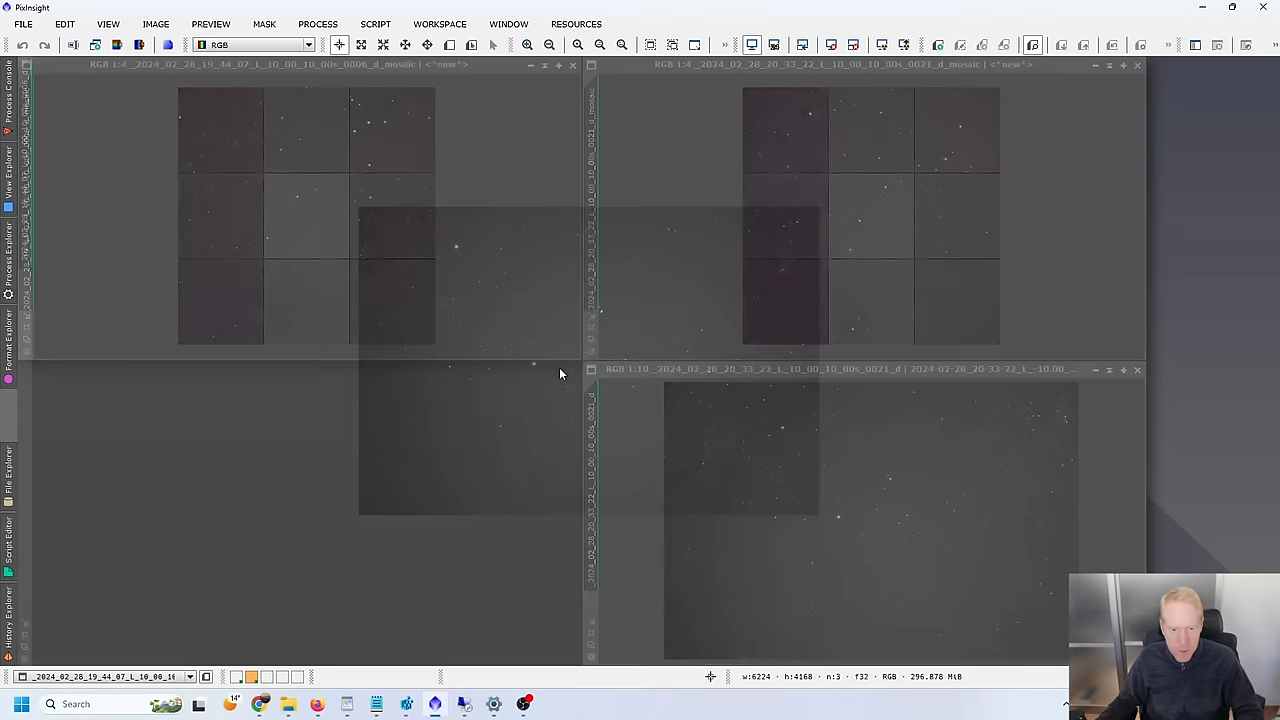 PixInsight
FILE EDIT VIEW IMAGE PREVIEW MASK PROCESS SCRIPT WORKSPACE WINDOW RESOURCES
RGB
RGB 1:4 _2024_02_28_19_44_07_L_10_00_10_00s_0006_d_mosaic | <*new*>
RGB 1:4 _2024_02_28_20_33_22_L_10_00_10_00s_0021_d_mosaic | <*new*>
Process Console
View Explorer
Process Explorer
Format Explorer
File Explorer
Script Editor
History Explorer
_2024_02_28_20_33_22_L_10_00_10_00s_0021_d_mosaic
RGB 1:10 _2024_02_28_20_33_22_L_10_00_10_00s_0021_d | 2024-02-28_20-33-22_L_-10.00_...
_2024_02_28_20_33_22_L_10_00_10_00s_0021_d
_2024_02_28_19_44_07_L_10_00_10
w:6224 · h:4168 · n:3 · f32 · RGB · 296.878 MiB
Search
14°